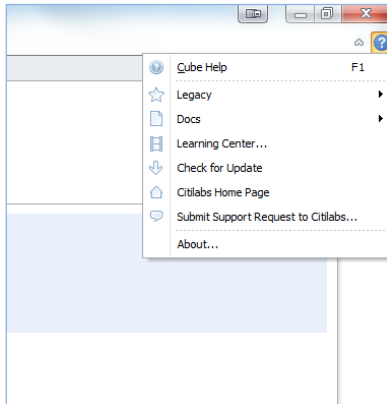 Cube Help F1
Legacy
Docs
Learning Center...
Check for Update
Citilabs Home Page
Submit Support Request to Citilabs...
About...